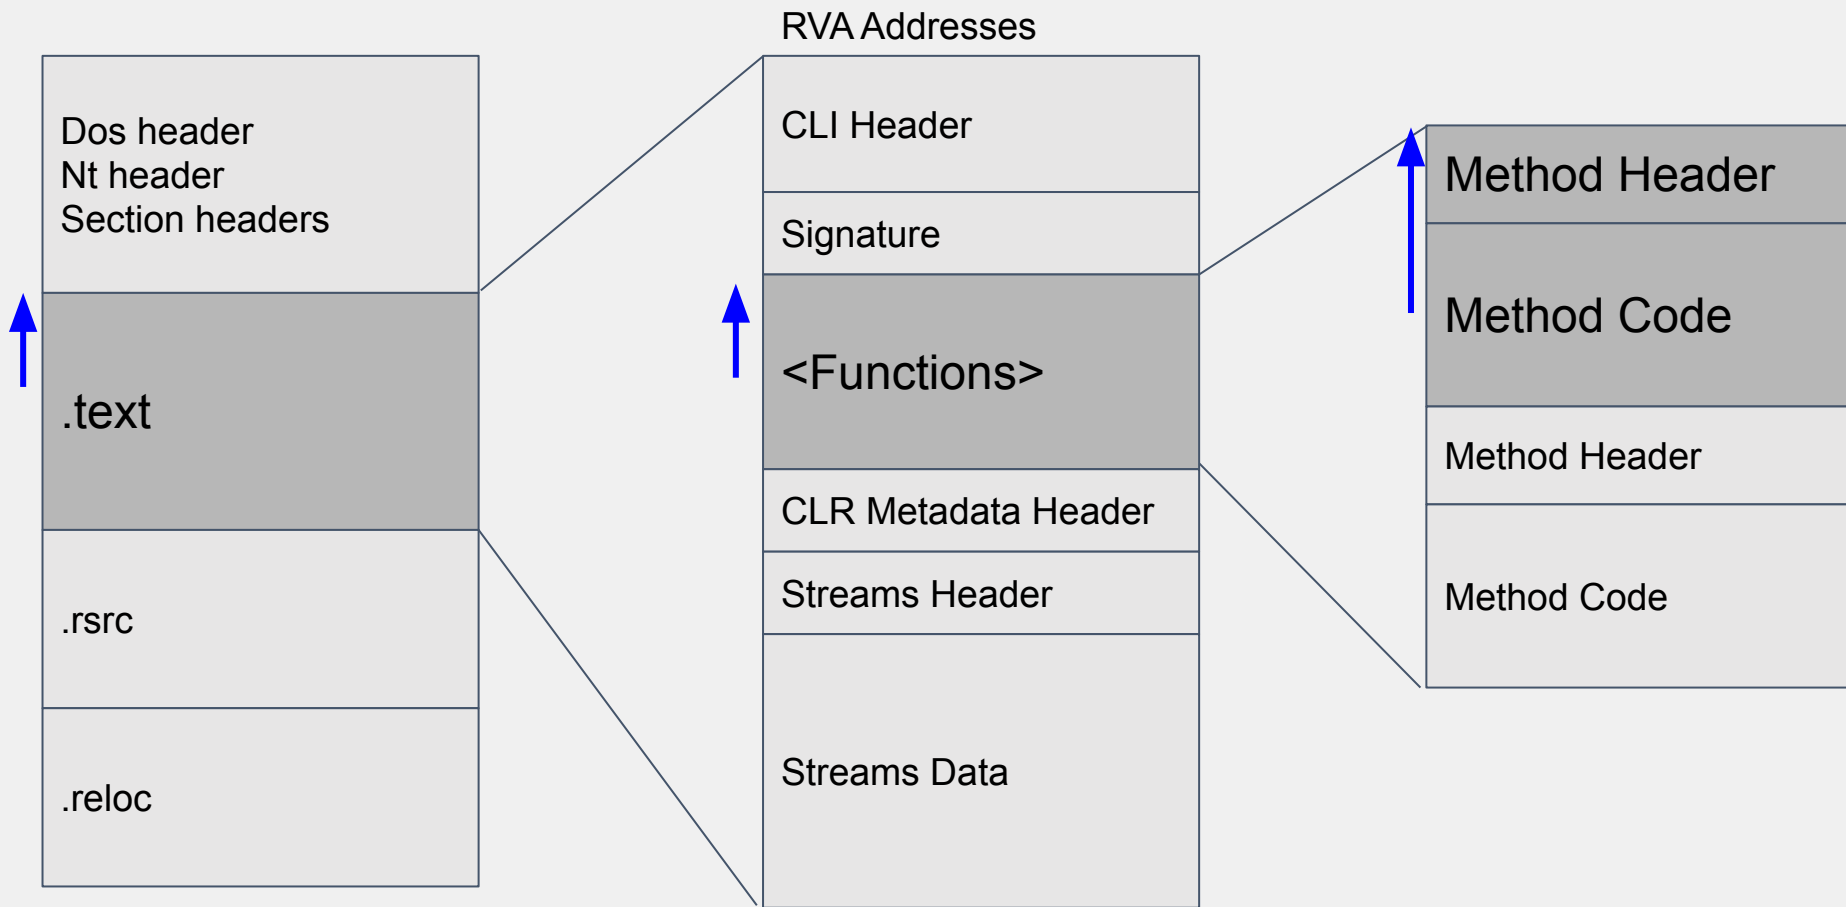 RVA Addresses
Dos header
Nt header
Section headers
.text
.rsrc
.reloc
CLI Header
Signature
<Functions>
CLR Metadata Header
Streams Header
Streams Data
Method Header
Method Code
Method Header
Method Code